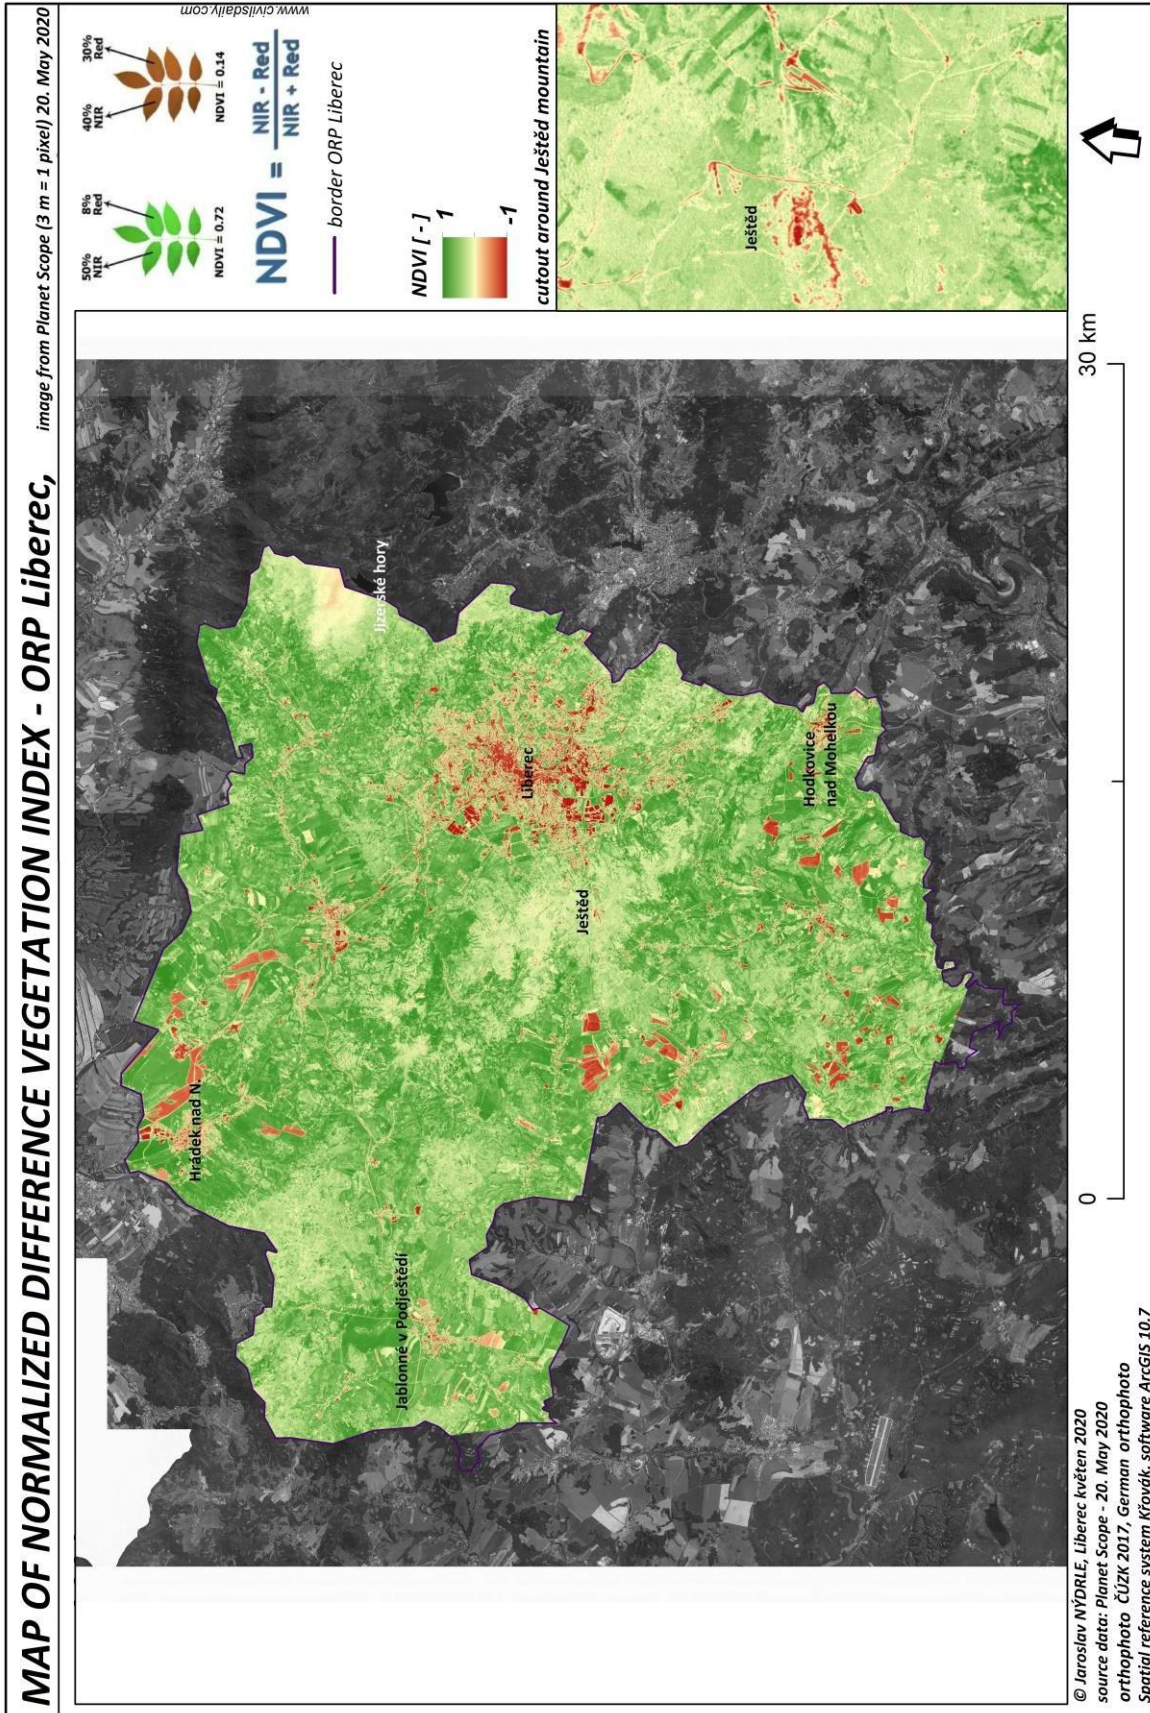 MAP OF NORMALIZED DIFFERENCE VEGETATION INDEX - ORP Liberec, image from Planet Scope (3 m = 1 pixel) 20. May 2020
50% NIR
8% Red
NDVI = 0.72
40% NIR
30% Red
NDVI = 0.14
www.civilsdaily.com
NDVI = NIR - Red
NIR + Red
border ORP Liberec
NDVI [ - ]
1
-1
cutout around Ještěd mountain
Ještěd
Hrádek nad N.
Jizerské hory
Jablonné v Podještědí
Liberec
Ještěd
Hodkovice
nad Mohelkou
0
30 km
© Jaroslav NÝDRLE, Liberec květen 2020
source data: Planet Scope - 20. May 2020
orthophoto ČÚZK 2017, German orthophoto
Spatial reference system Křovák, software ArcGIS 10.7